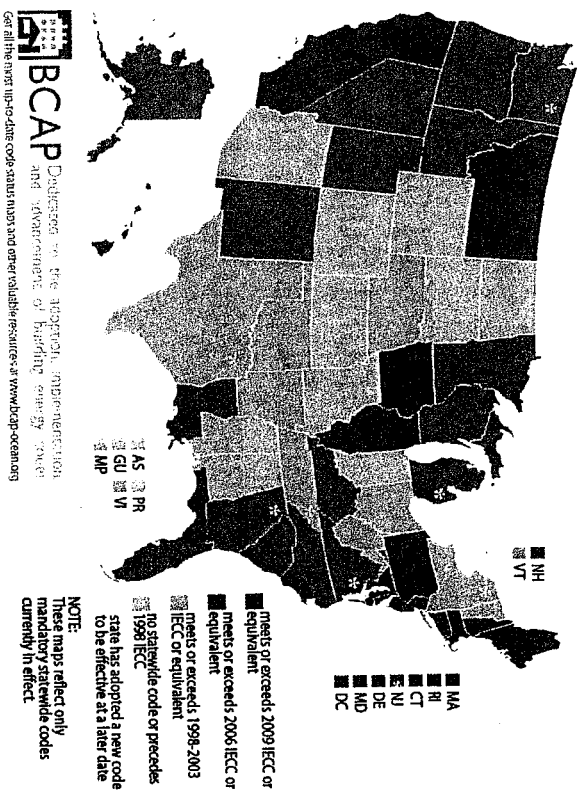 NH
VT
MA
RI
CT
NJ
DE
MD
DC
AS PR
GU VI
MP
meets or exceeds 2009 IECC or
equivalent
meets or exceeds 2006 IECC or
equivalent
meets or exceeds 1998-2003
IECC or equivalent
no statewide code or precedes
1998 IECC
state has adopted a new code
to be effective at a later date
NOTE:
These maps reflect only
mandatory statewide codes
currently in effect.
BCAP
Dedicated to the adoption, implementation,
and advancement of building energy codes
Get all the most up-to-date code status maps and other valuable resources at www.bcap-ocean.org